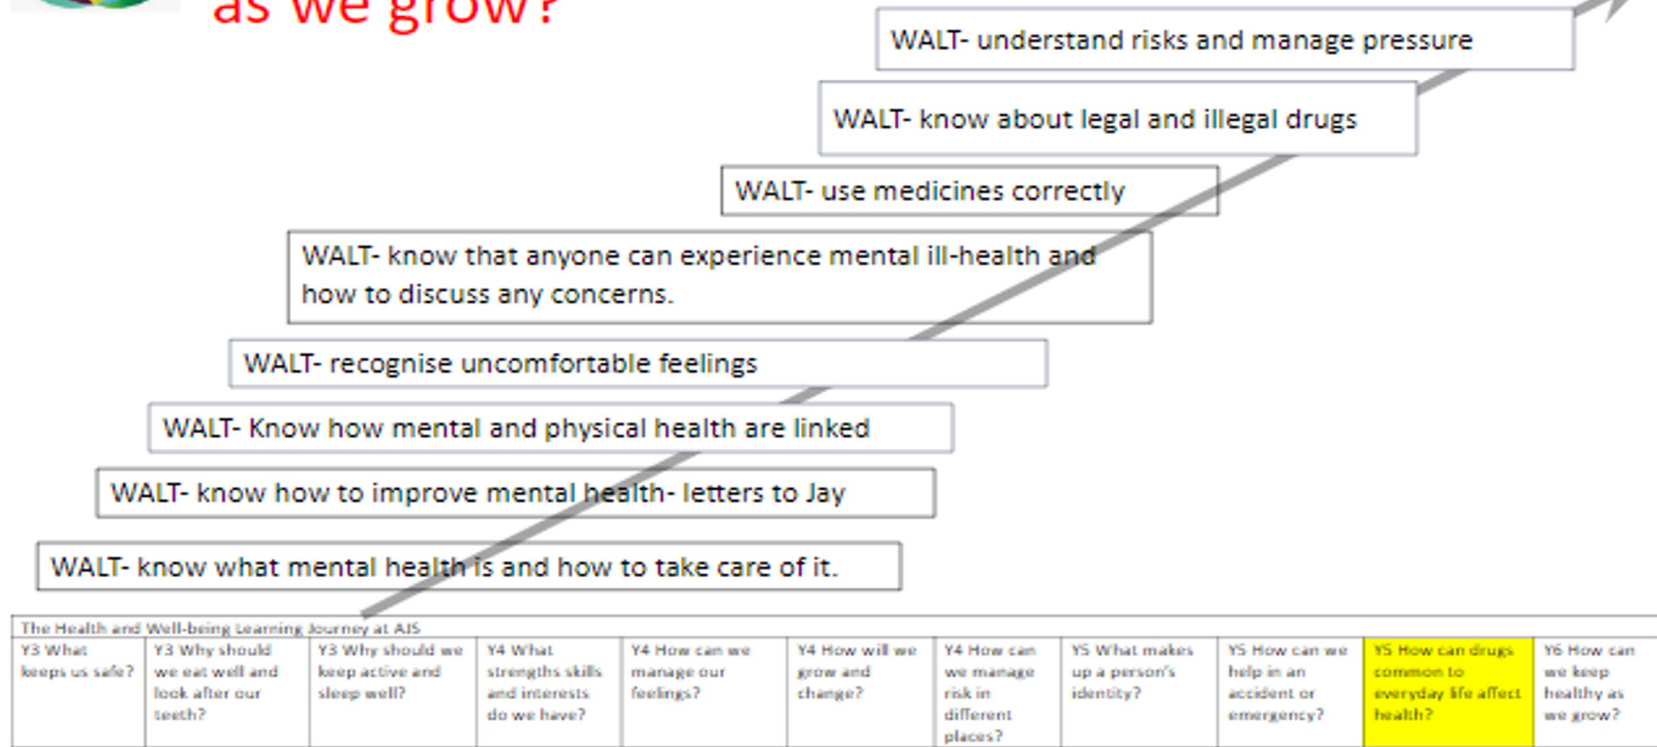 as we grow?
WALT- understand risks and manage pressure
WALT- know about legal and illegal drugs
WALT- use medicines correctly
WALT- know that anyone can experience mental ill-health and
how to discuss any concerns.
WALT- recognise uncomfortable feelings
WALT- Know how mental and physical health are linked
WALT- know how to improve mental health- letters to Jay
WALT- know what mental health is and how to take care of it.
The Health and Well-being Learning Journey at AJS
Y3 What
keeps us safe?
Y3 Why should
we eat well and
look after our
teeth?
Y3 Why should we
keep active and
sleep well?
Y4 What
strengths skills
and interests
do we have?
Y4 How can we
manage our
feelings?
Y4 How will we
grow and
change?
Y4 How can
we manage
risk in
different
places?
Y5 What makes
up a person's
identity?
Y5 How can we
help in an
accident or
emergency?
Y5 How can drugs
common to
everyday life affect
health?
Y6 How can
we keep
healthy as
we grow?